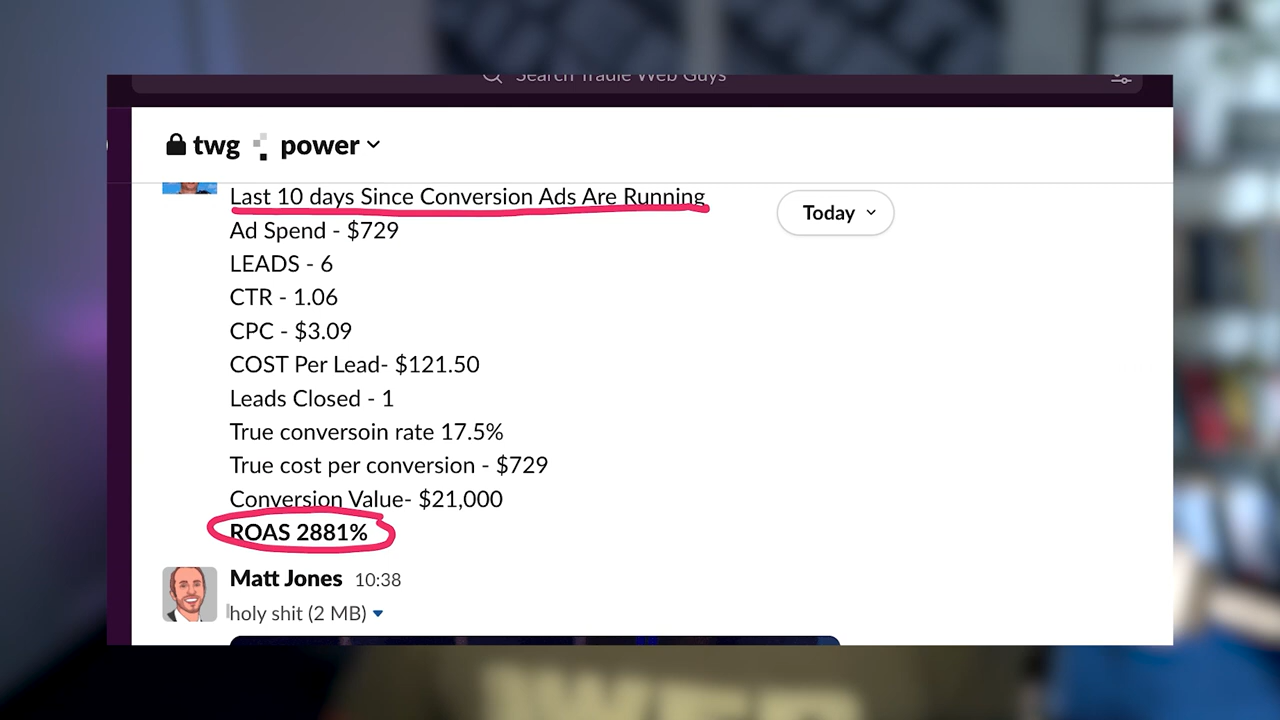 Search Tradie Web Guys
twg power
Last 10 days Since Conversion Ads Are Running
Today
Ad Spend - $729
LEADS - 6
CTR - 1.06
CPC - $3.09
COST Per Lead- $121.50
Leads Closed - 1
True conversoin rate 17.5%
True cost per conversion - $729
Conversion Value- $21,000
ROAS 2881%
Matt Jones 10:38
holy shit (2 MB)
WEB